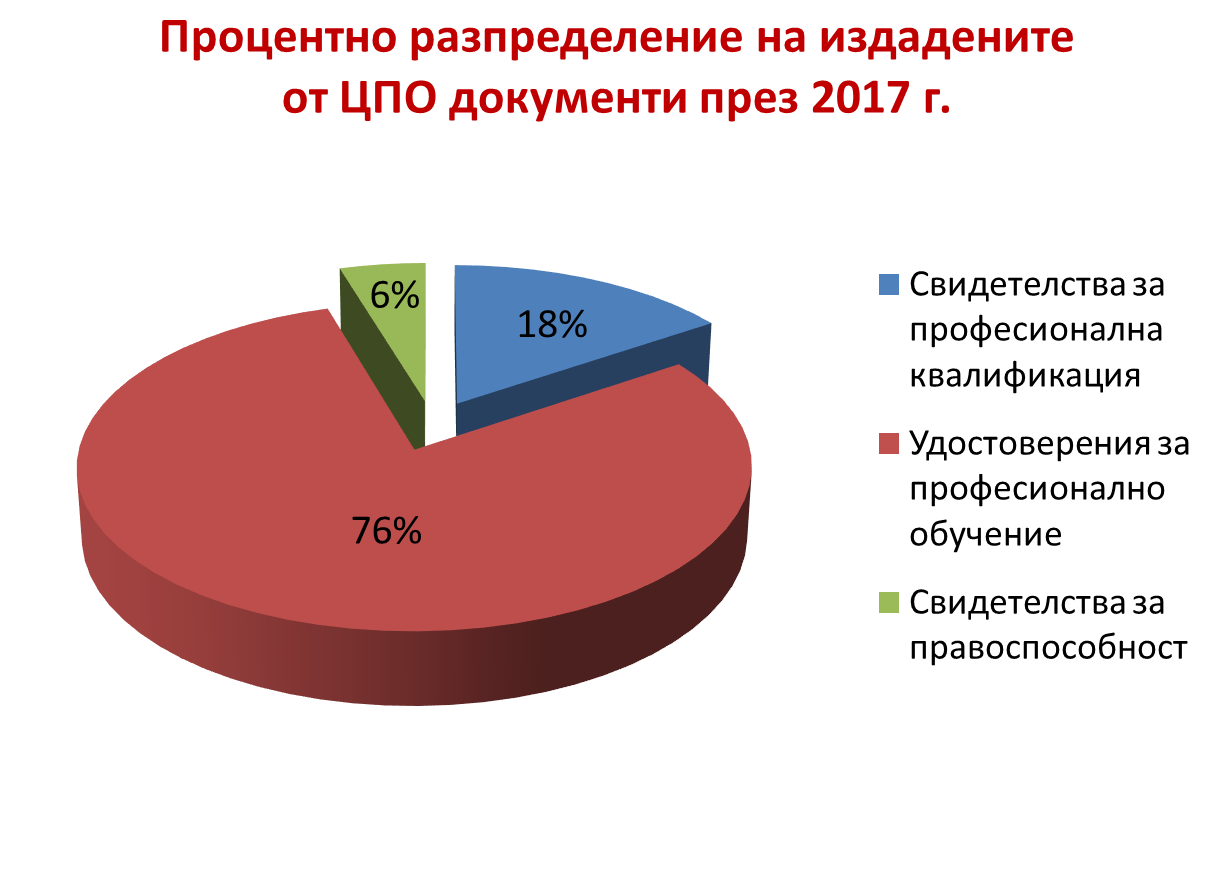 Процентно разпределение на издадените
от ЦПО документи през 2017 г.
6%
18%
76%
Свидетелства за
професионална
квалификация
Удостоверения за
професионално
обучение
Свидетелства за
правоспособност